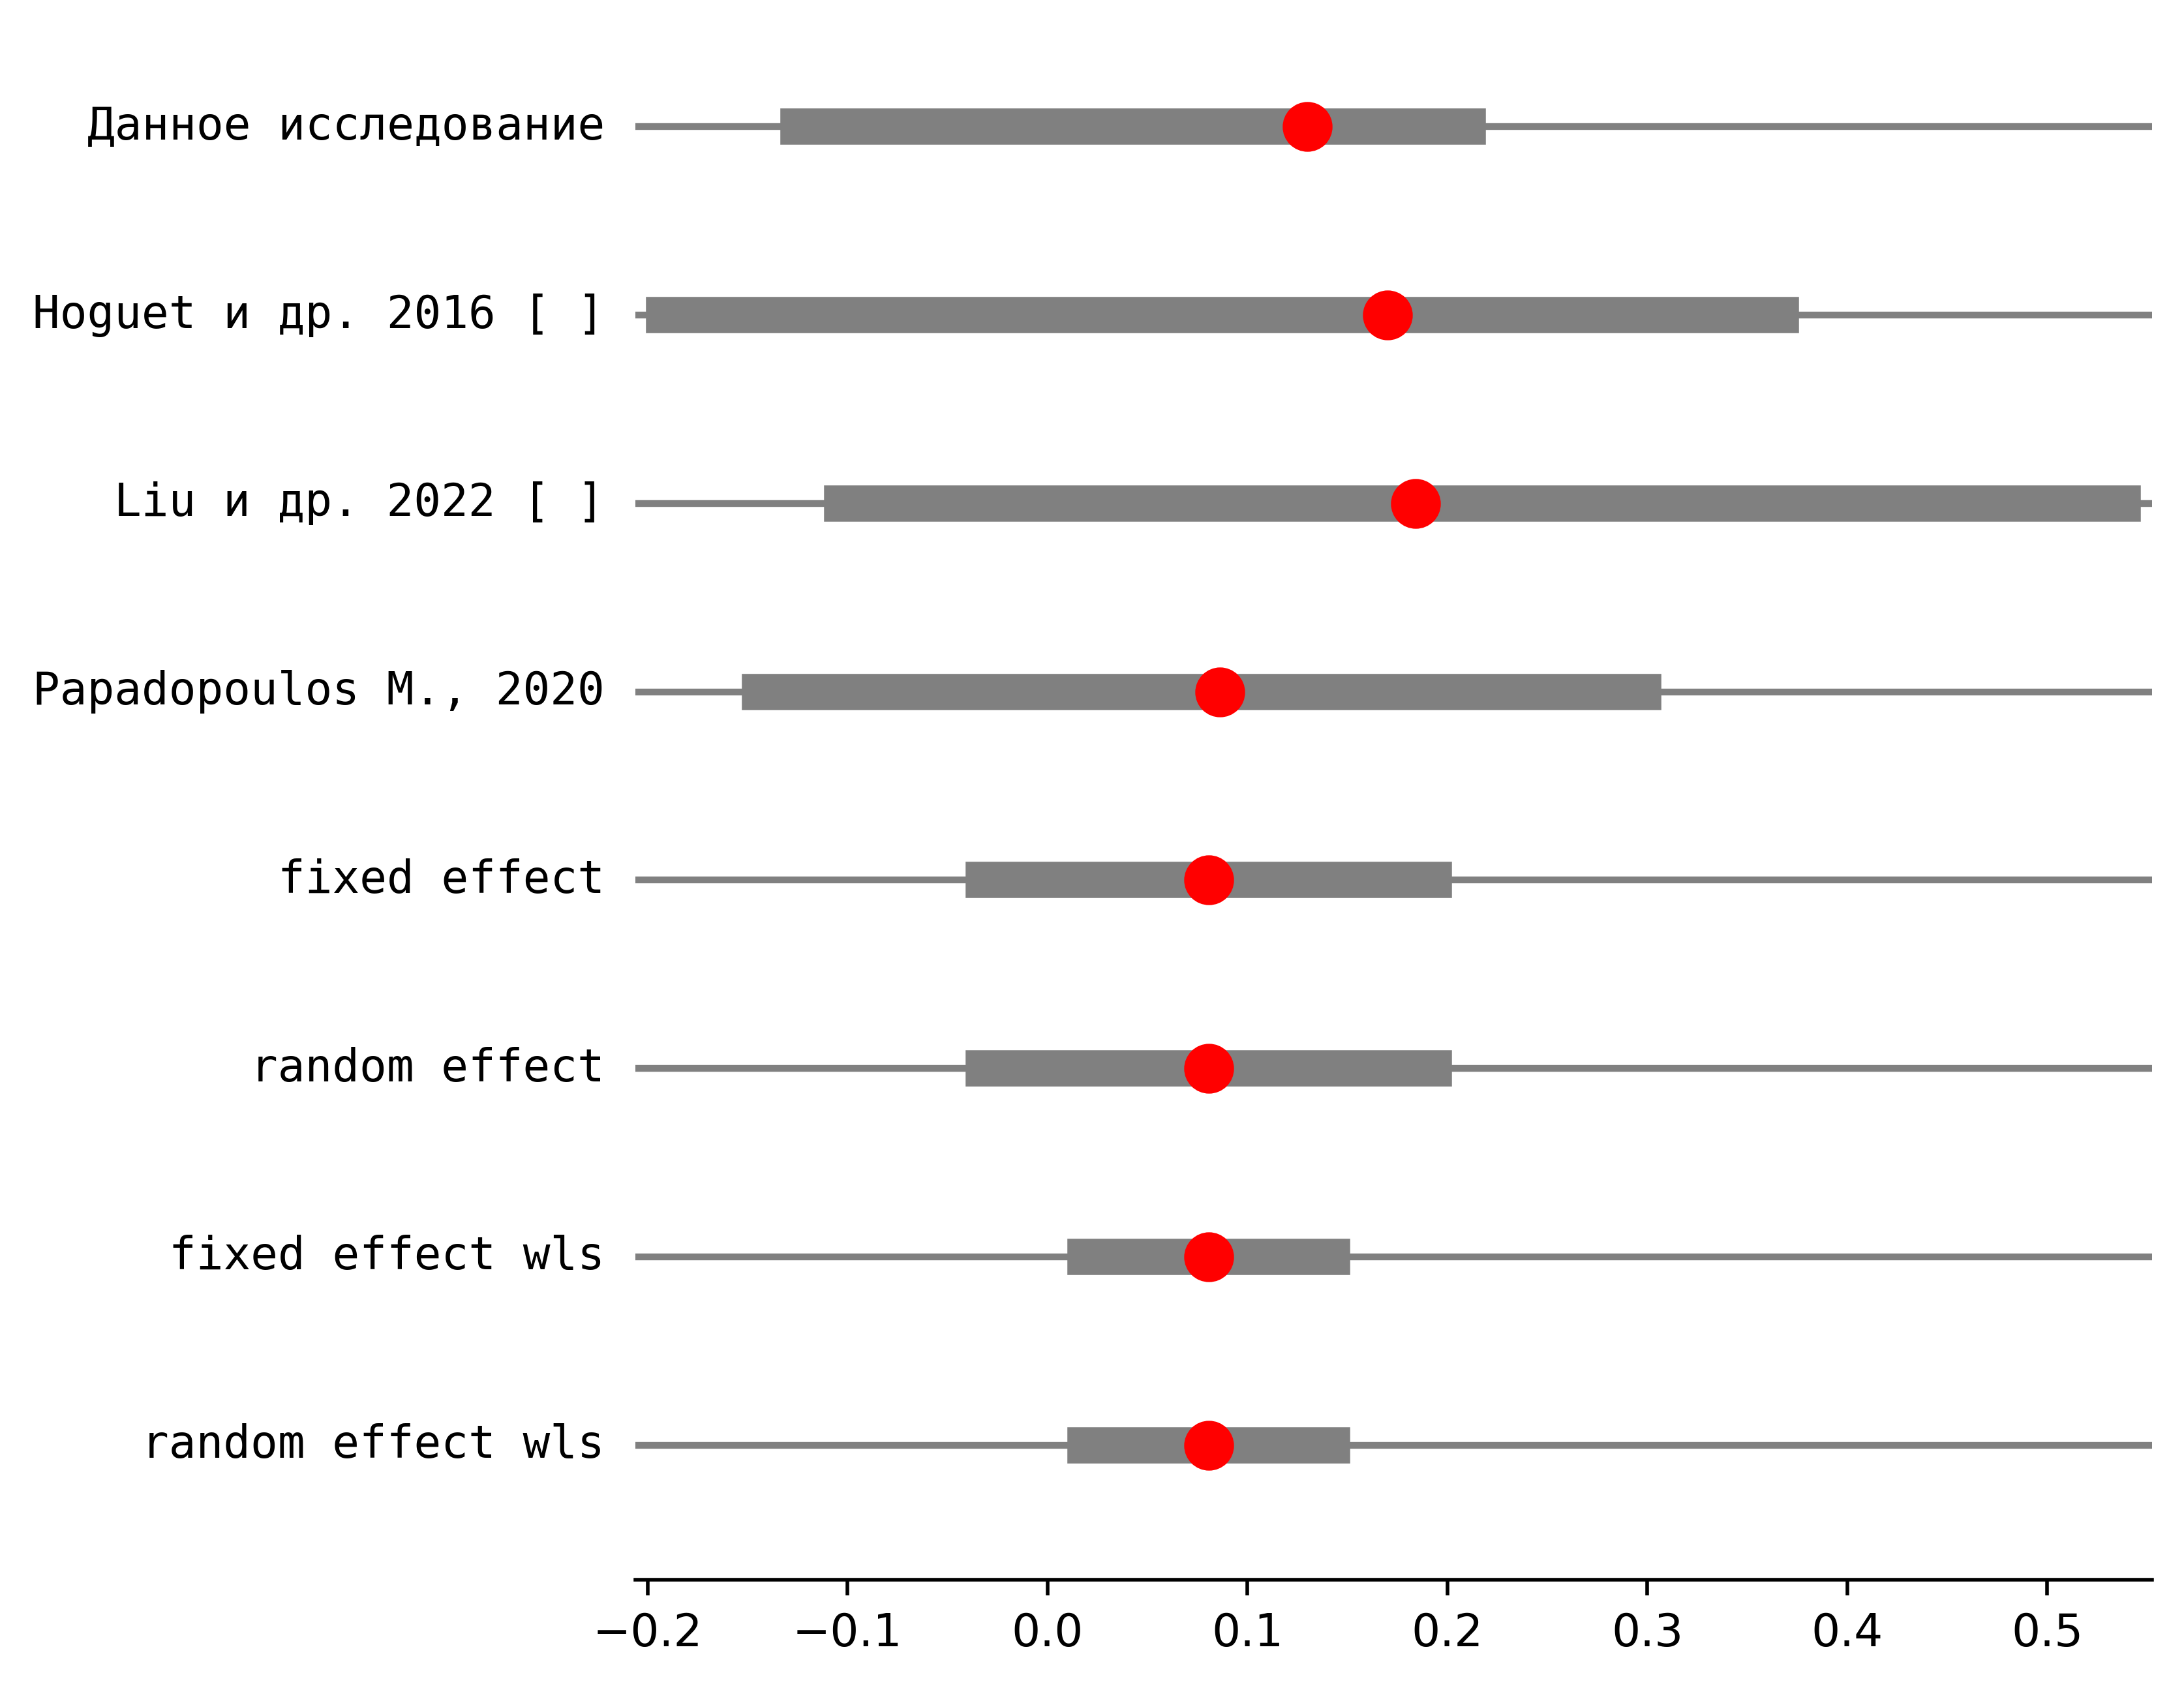 Данное исследование
Hoguet и др. 2016 [ ]
Liu и др. 2022 [ ]
Papadopoulos M., 2020
fixed effect
random effect
fixed effect wls
random effect wls
−0.2 −0.1 0.0 0.1 0.2 0.3 0.4 0.5